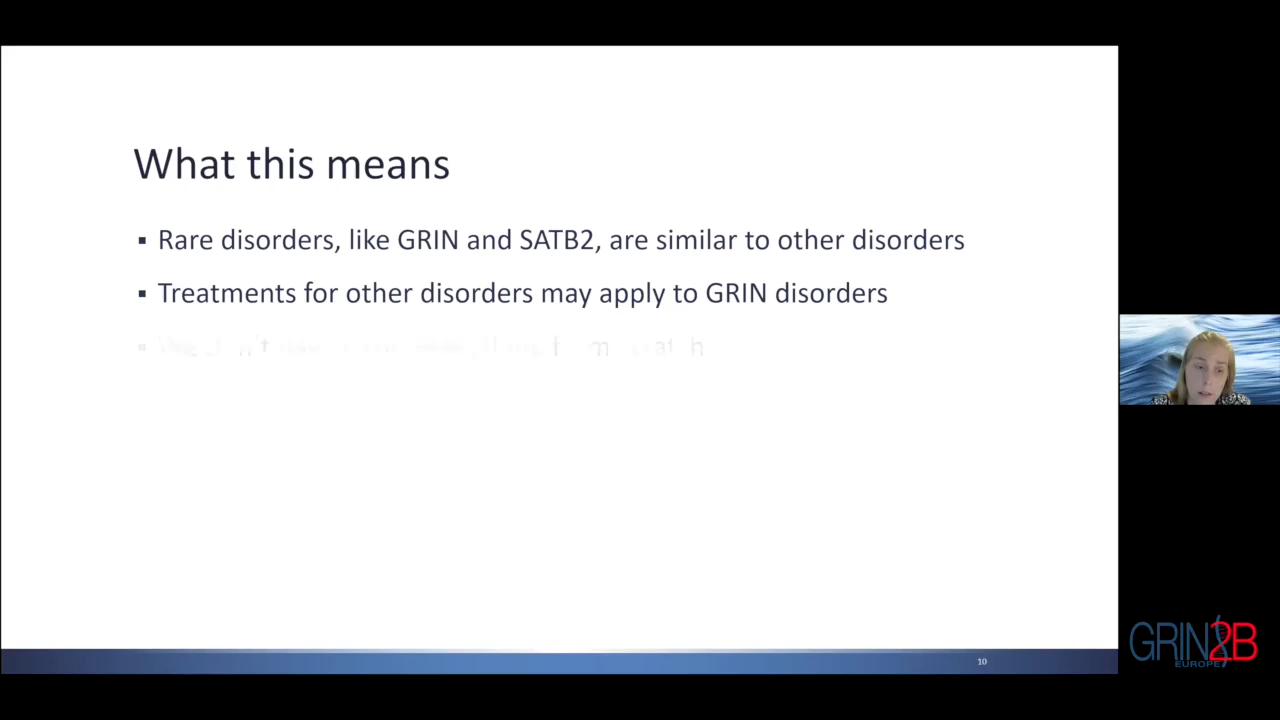 What this means
▪ Rare disorders, like GRIN and SATB2, are similar to other disorders
▪ Treatments for other disorders may apply to GRIN disorders
10
GRIN2B
EUROPE